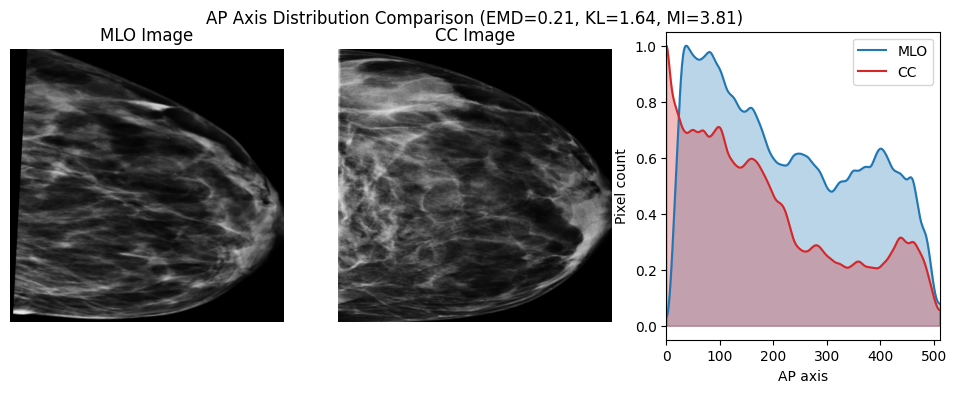 AP Axis Distribution Comparison (EMD=0.21, KL=1.64, MI=3.81)
MLO Image
CC Image
MLO
CC
Pixel count
1.0
0.8
0.6
0.4
0.2
0.0
0 100 200 300 400 500
AP axis